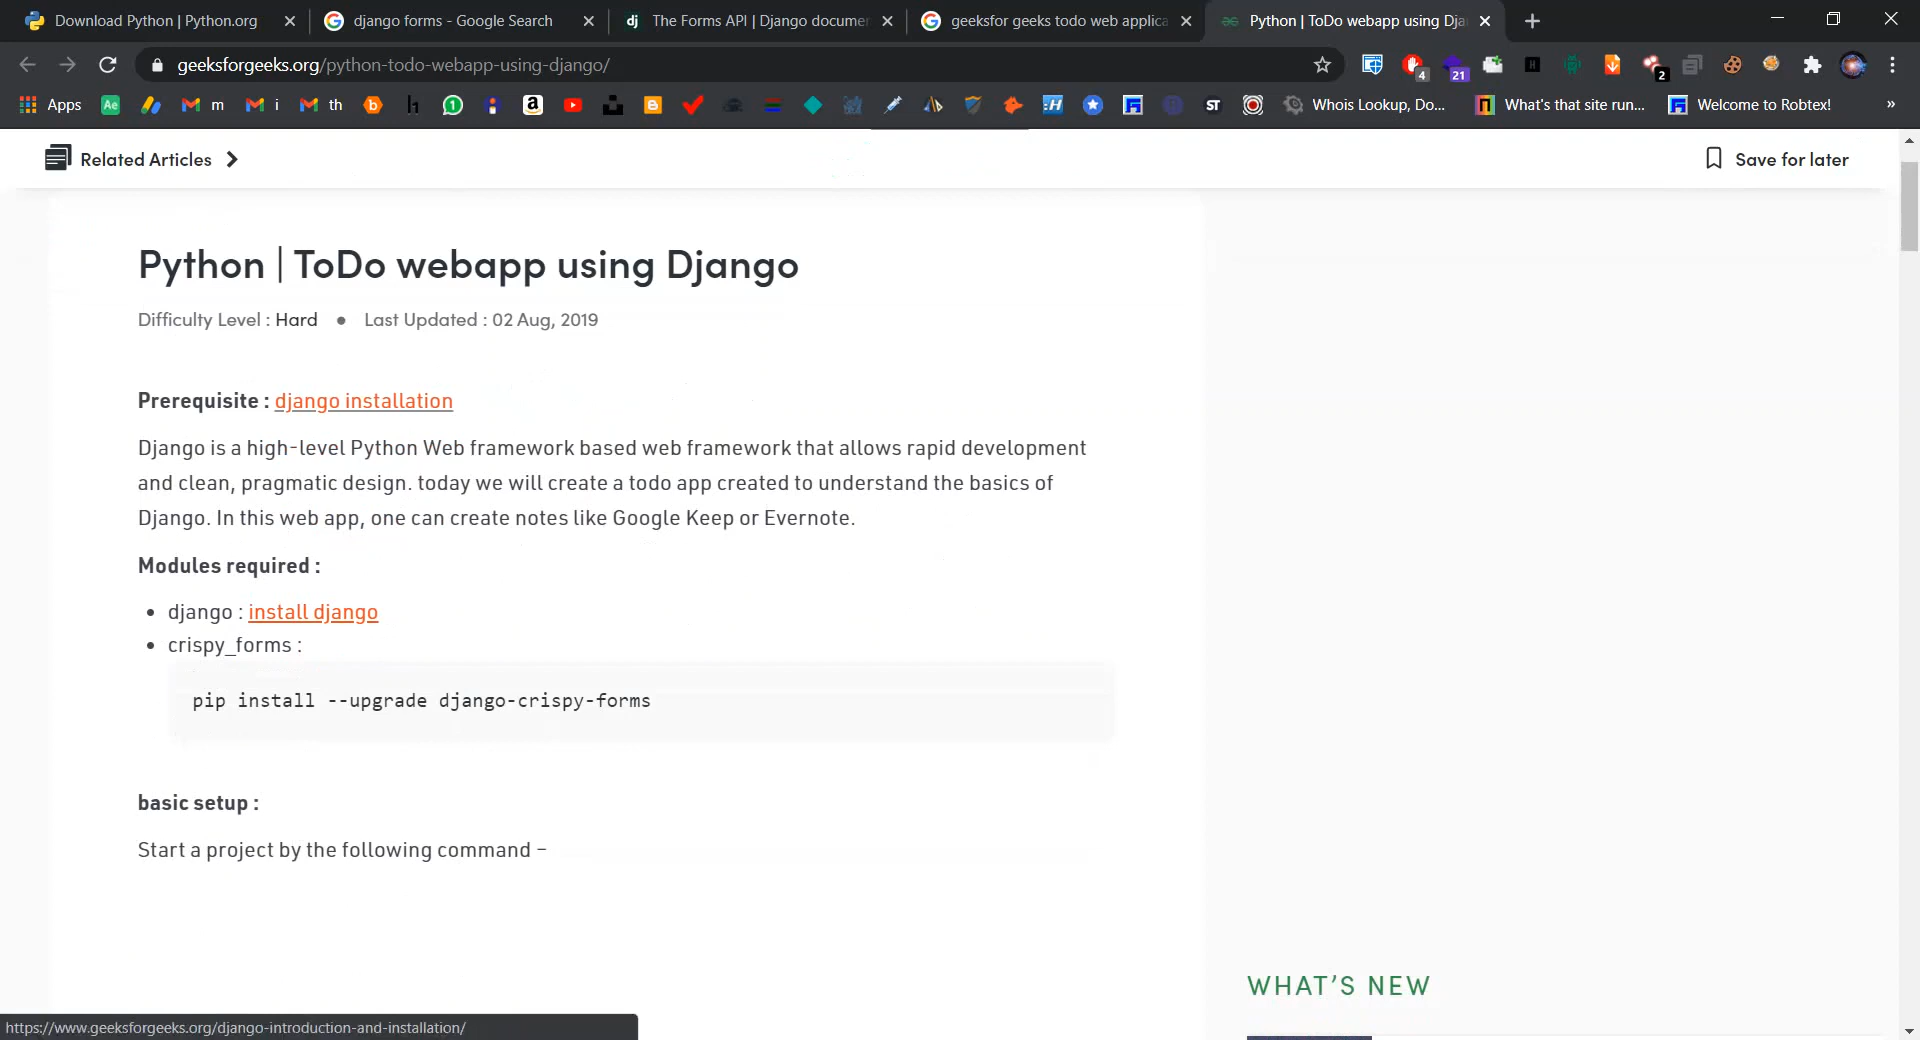 Download Python | Python.org
django forms - Google Search
The Forms API | Django documen
geeksfor geeks todo web applica
Python | ToDo webapp using Dja
geeksforgeeks.org/python-todo-webapp-using-django/
4
21
2
Apps
Ae
m
i
th
Whois Lookup, Do...
What's that site run...
Welcome to Robtex!
»
Related Articles
Save for later
Python | ToDo webapp using Django
Difficulty Level : Hard ● Last Updated : 02 Aug, 2019
Prerequisite : django installation
Django is a high-level Python Web framework based web framework that allows rapid development
and clean, pragmatic design. today we will create a todo app created to understand the basics of
Django. In this web app, one can create notes like Google Keep or Evernote.
Modules required :
• django : install django
• crispy_forms :
pip install --upgrade django-crispy-forms
basic setup :
Start a project by the following command –
WHAT'S NEW
https://www.geeksforgeeks.org/django-introduction-and-installation/